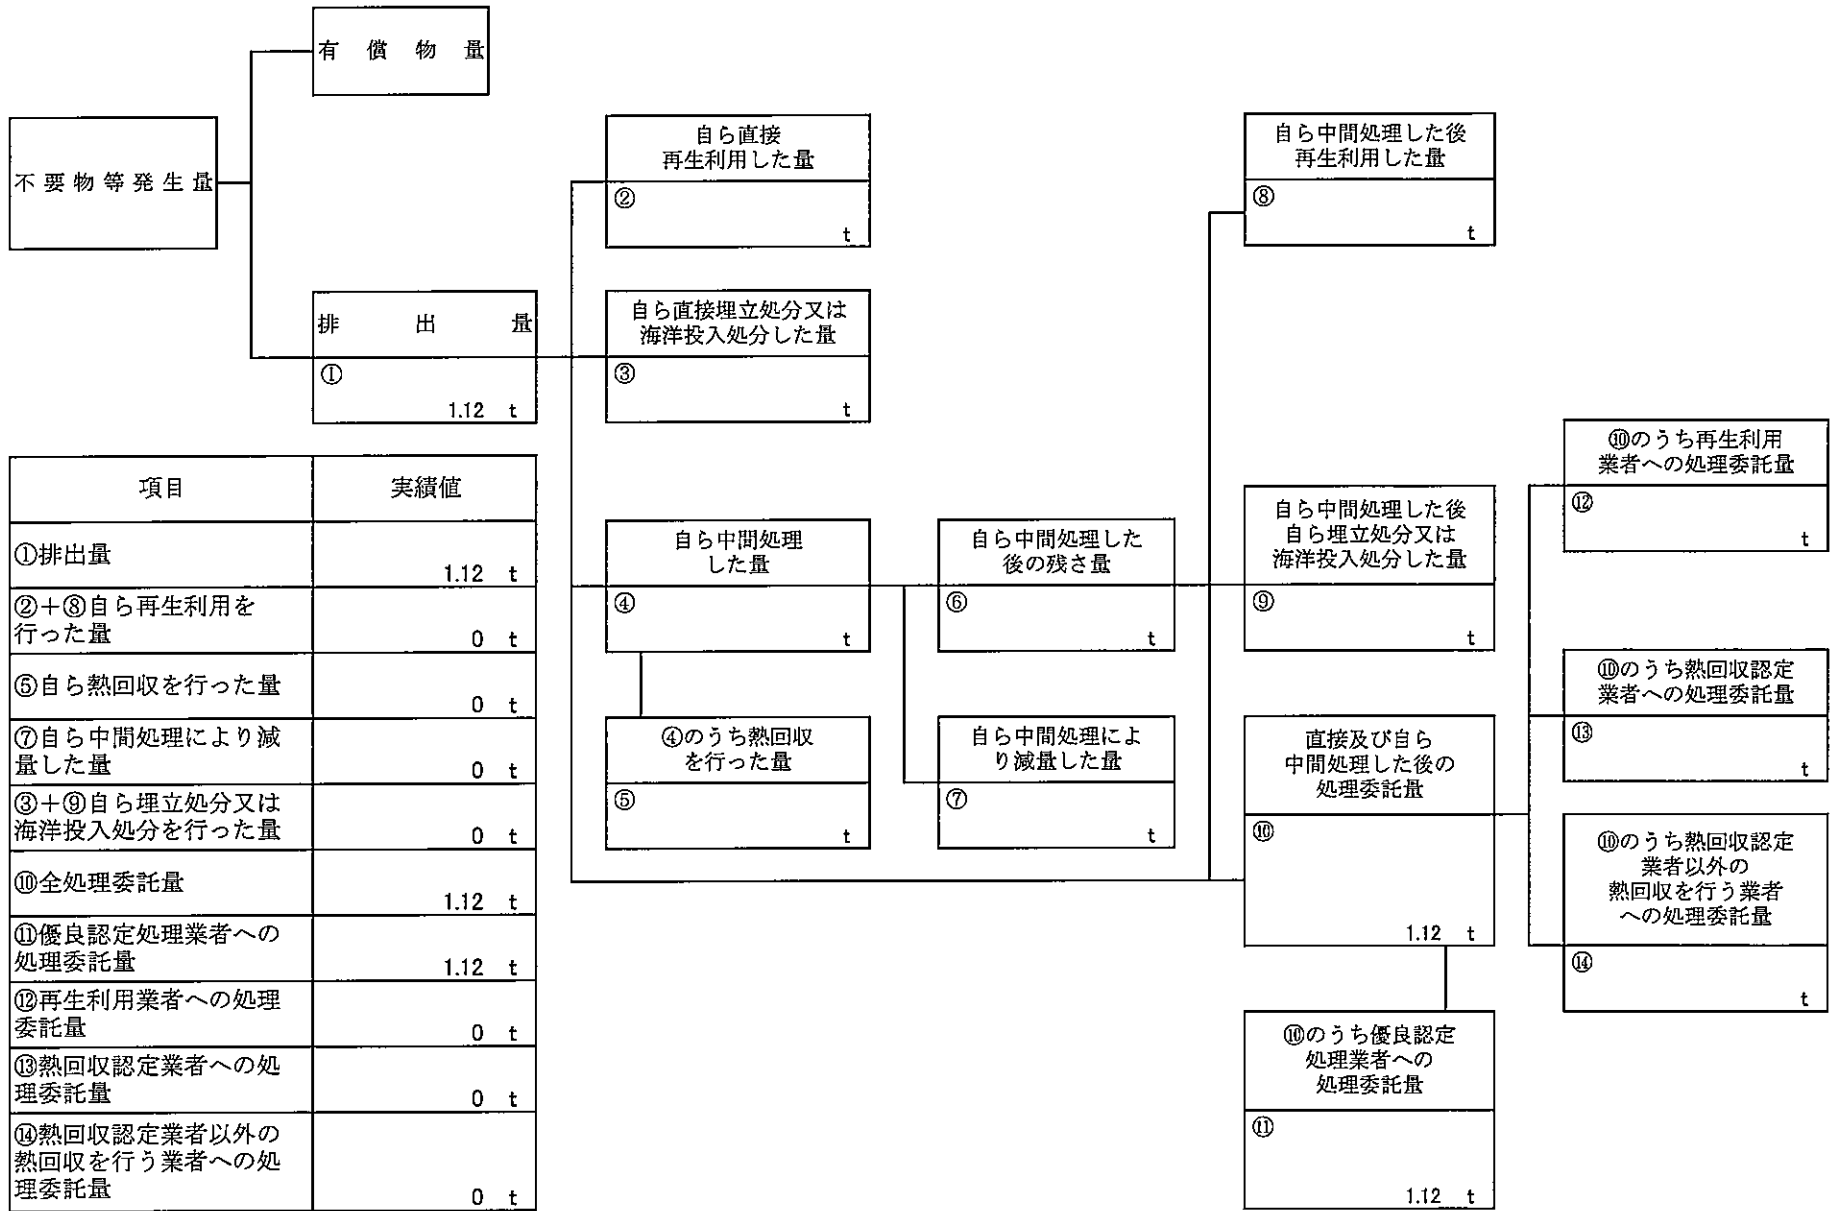 有償物量
不要物等発生量
自ら直接
再生利用した量
②
t
自ら中間処理した後
再生利用した量
⑧
t
排出量
①
1.12 t
自ら直接埋立処分又は
海洋投入処分した量
③
t
項目 実績値
①排出量
1.12 t
②+⑧自ら再生利用を
行った量
0 t
⑤自ら熱回収を行った量
0 t
⑦自ら中間処理により減
量した量
0 t
③+⑨自ら埋立処分又は
海洋投入処分を行った量
0 t
⑩全処理委託量
1.12 t
⑪優良認定処理業者への
処理委託量
1.12 t
⑫再生利用業者への処理
委託量
0 t
⑬熱回収認定業者への処
理委託量
0 t
⑭熱回収認定業者以外の
熱回収を行う業者への処
理委託量
0 t
自ら中間処理
した量
④
t
④のうち熱回収
を行った量
⑤
t
自ら中間処理した
後の残さ量
⑥
t
自ら中間処理によ
り減量した量
⑦
t
自ら中間処理した後
自ら埋立処分又は
海洋投入処分した量
⑨
t
直接及び自ら
中間処理した後の
処理委託量
⑩
1.12 t
⑩のうち優良認定
処理業者への
処理委託量
⑪
1.12 t
⑩のうち再生利用
業者への処理委託量
⑫
t
⑩のうち熱回収認定
業者への処理委託量
⑬
t
⑩のうち熱回収認定
業者以外の
熱回収を行う業者
への処理委託量
⑭
t